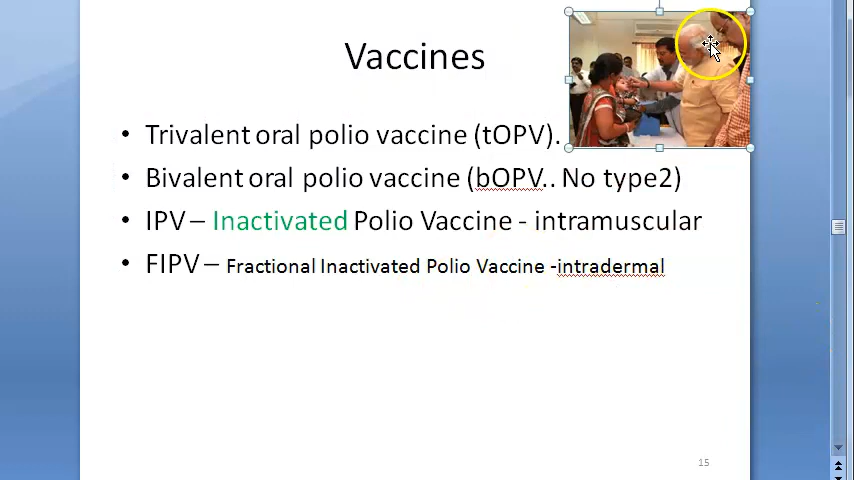 Vaccines
• Trivalent oral polio vaccine (tOPV).
• Bivalent oral polio vaccine (bOPV.. No type2)
• IPV – Inactivated Polio Vaccine - intramuscular
• FIPV – Fractional Inactivated Polio Vaccine -intradermal
15